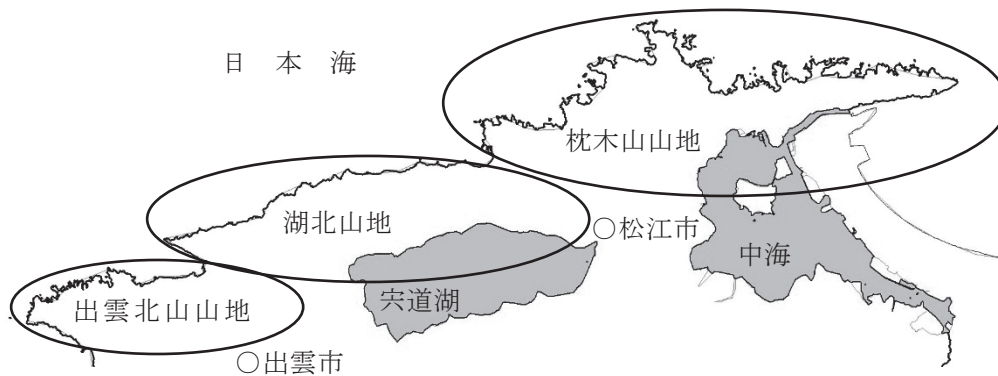 日本海
枕木山山地
湖北山地
○松江市
中海
宍道湖
出雲北山山地
○出雲市